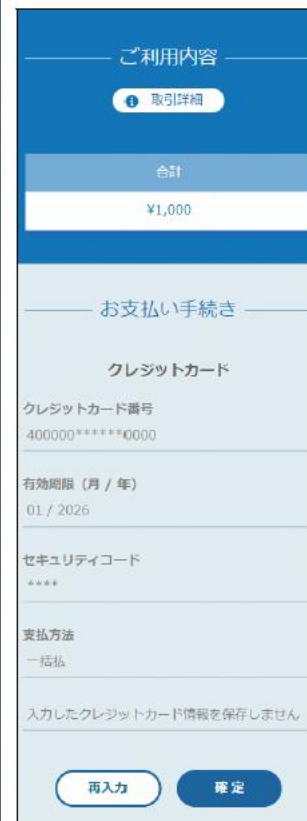 ご利用内容
取引詳細
合計
¥1,000
お支払い手続き
クレジットカード
クレジットカード番号
400000******0000
有効期限（月 / 年）
01 / 2026
セキュリティコード
****
支払方法
一括払
入力したクレジットカード情報を保存しません
再入力
確定